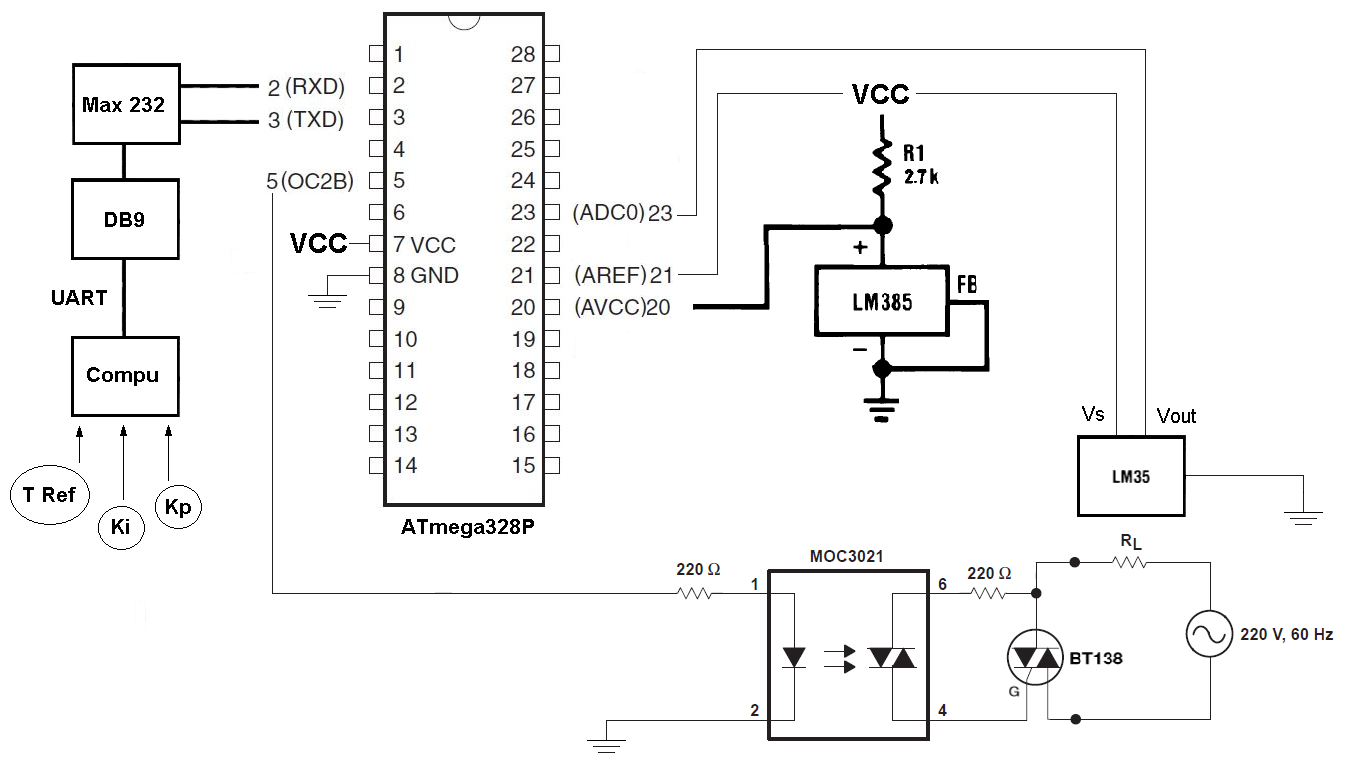 Max 232
2 (RXD)
3 (TXD)
DB9
5 (OC2B)
UART
Compu
T Ref
Ki
Kp
VCC
1
2
3
4
5
6
7 VCC
8 GND
9
10
11
12
13
14
28
27
26
25
24
23
22
21
20
19
18
17
16
15
ATmega328P
(ADC0) 23
(AREF) 21
(AVCC) 20
VCC
R1
2.7k
+
LM385
FB
−
Vs
Vout
LM35
220 Ω
MOC3021
1
2
6
4
220 Ω
RL
G
BT138
220 V, 60 Hz